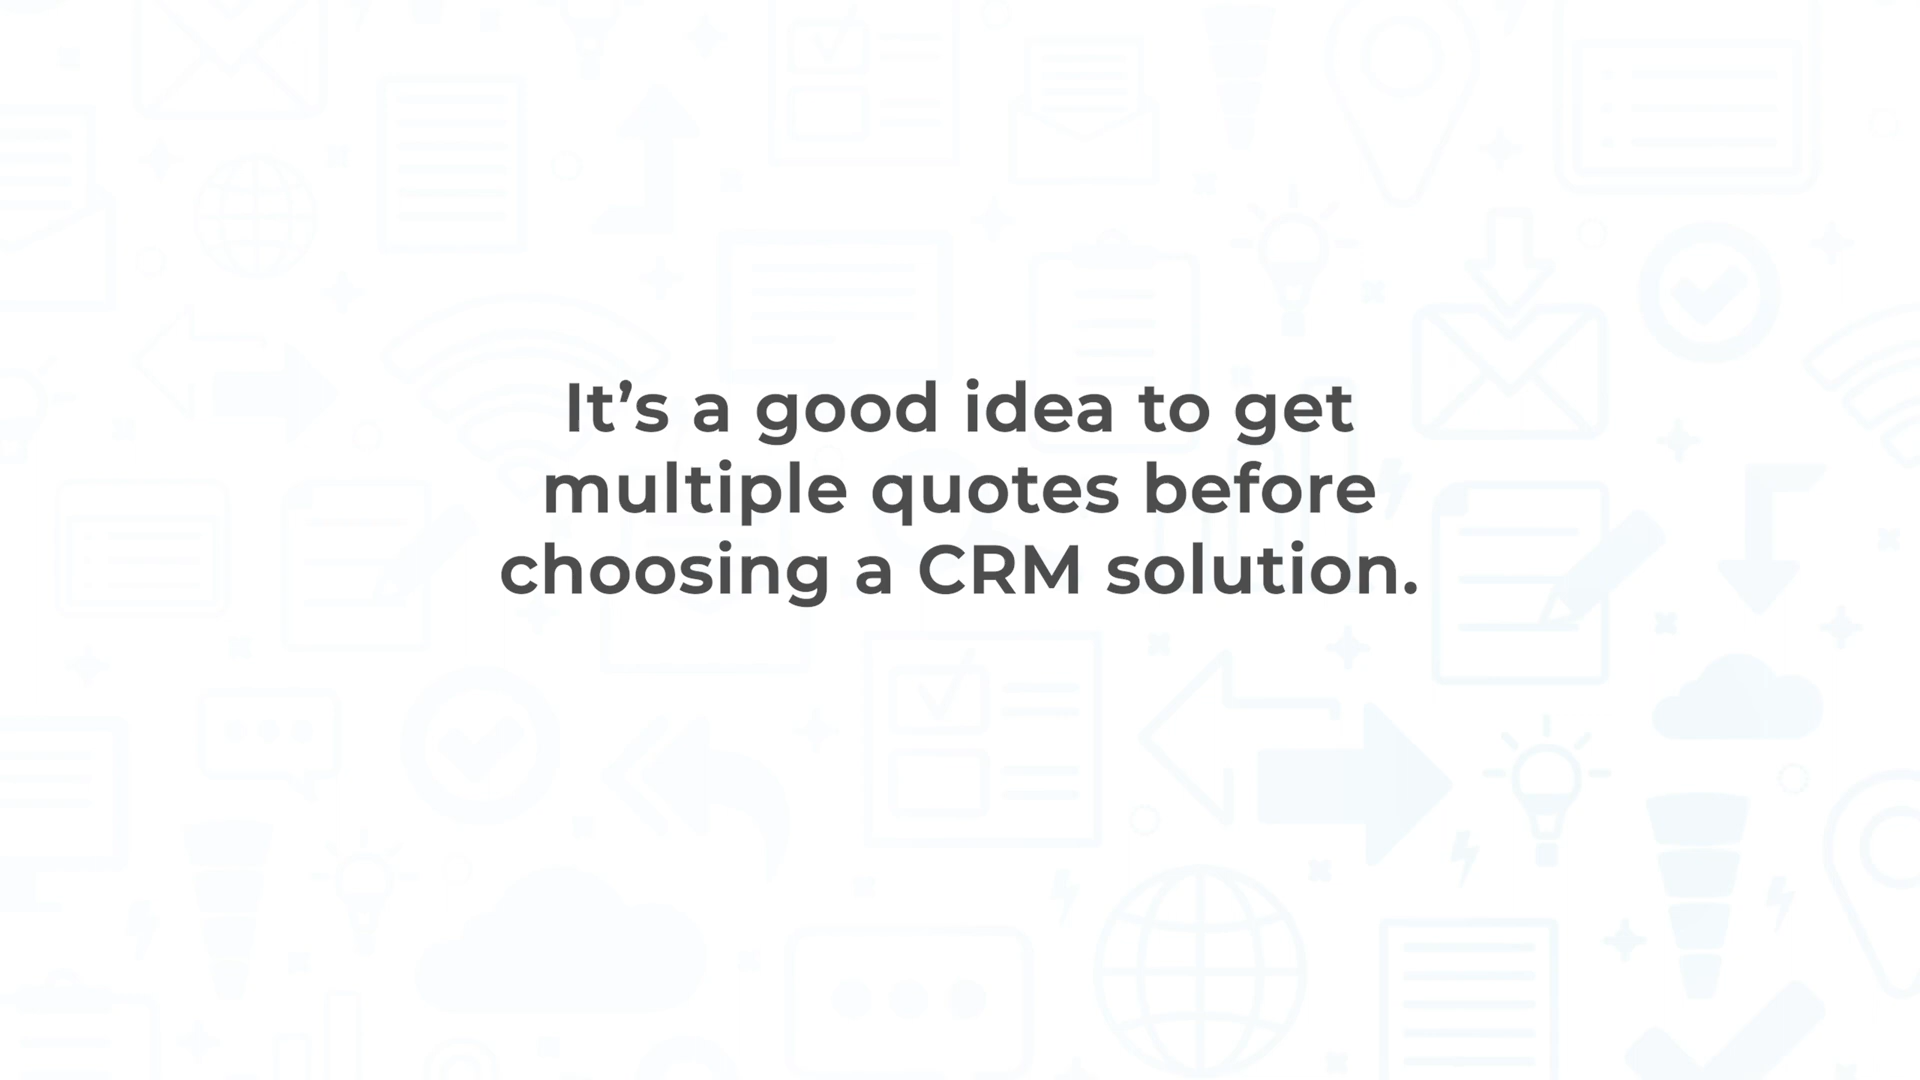 It’s a good idea to get
multiple quotes before
choosing a CRM solution.